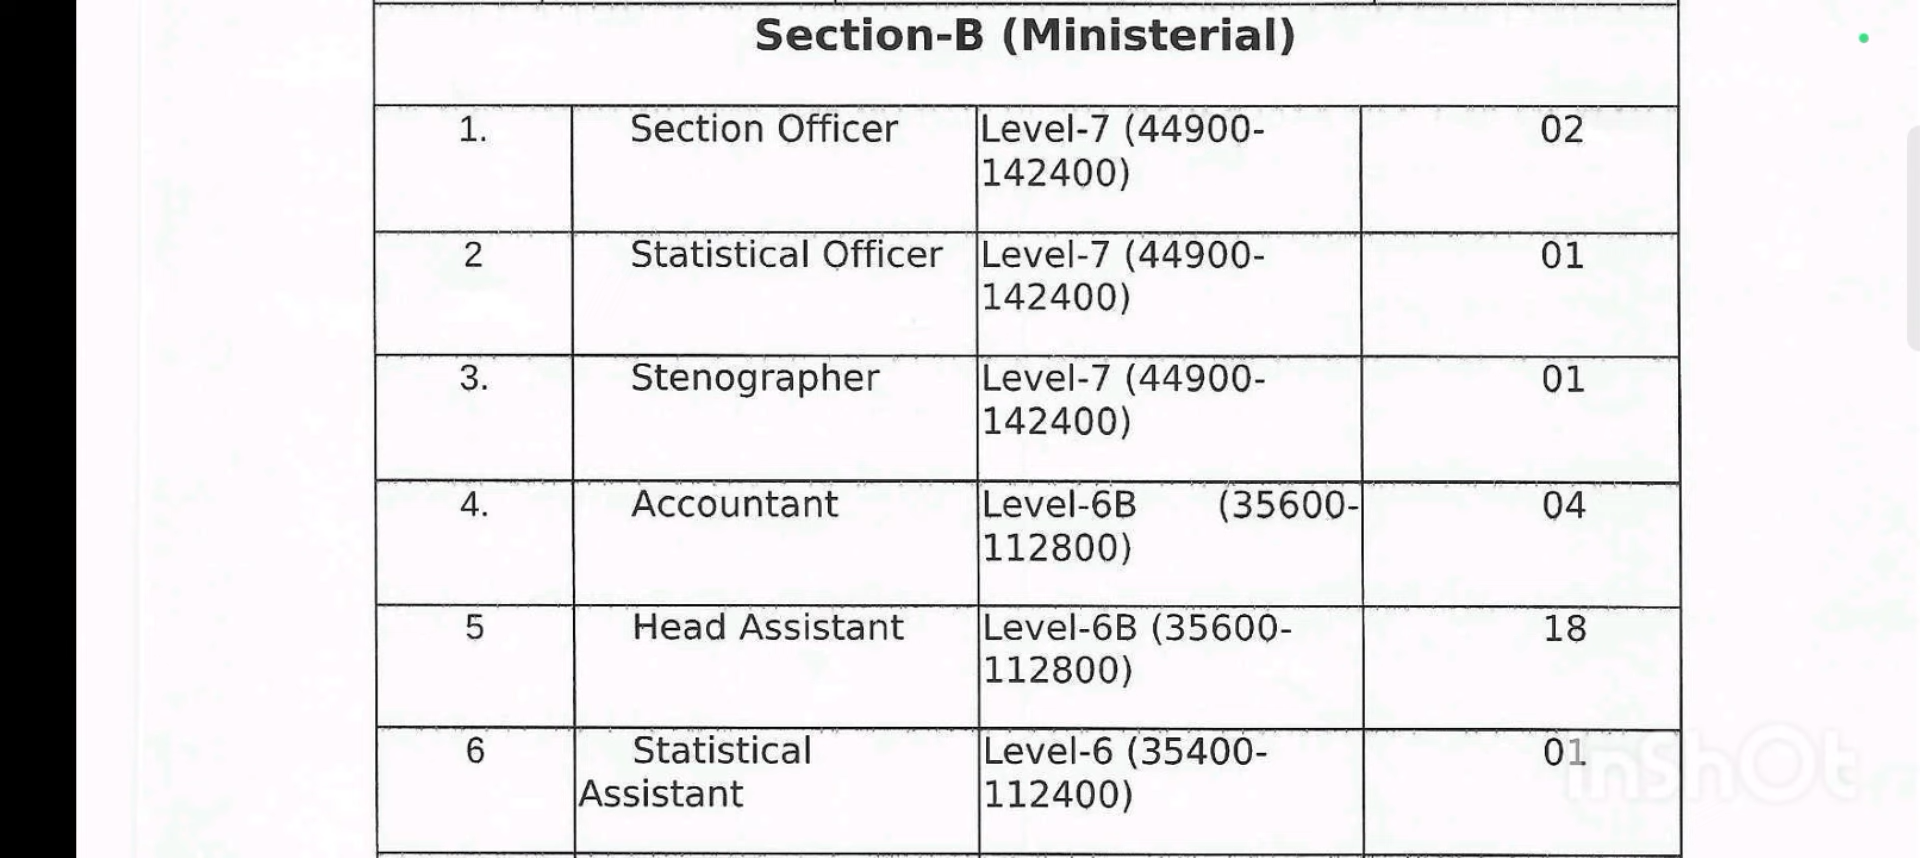 Section-B (Ministerial)
1. Section Officer Level-7 (44900-
142400) 02
2 Statistical Officer Level-7 (44900-
142400) 01
3. Stenographer Level-7 (44900-
142400) 01
4. Accountant Level-6B (35600-
112800) 04
5 Head Assistant Level-6B (35600-
112800) 18
6 Statistical
Assistant Level-6 (35400-
112400) 01
InShOt